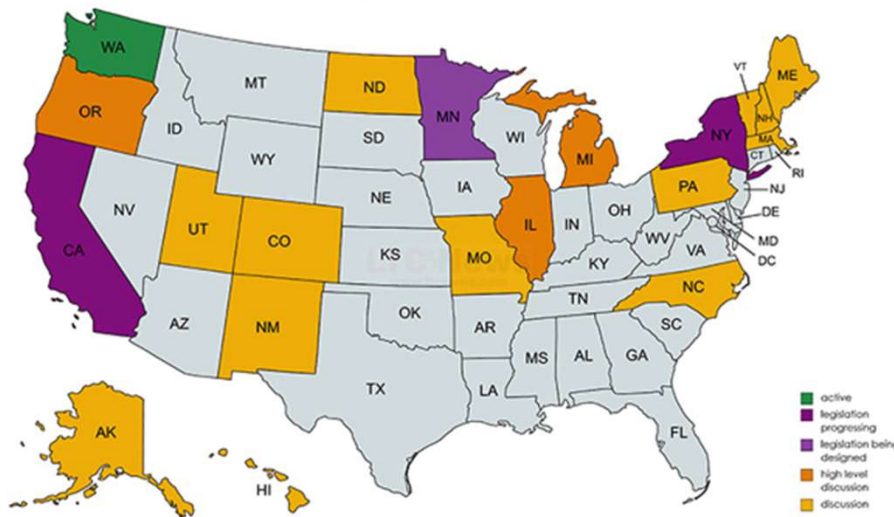 WA
MT
ND
MN
OR
ID
SD
WI
MI
WY
NY
VT
ME
NH
MA
CT
RI
NJ
DE
MD
DC
PA
NV
UT
CO
NE
IA
IL
IN
OH
WV
VA
CA
KS
MO
KY
LTC News
NC
TN
AZ
NM
OK
AR
SC
MS
AL
GA
TX
LA
FL
AK
HI
active
legislation
progressing
legislation being
designed
high level
discussion
discussion